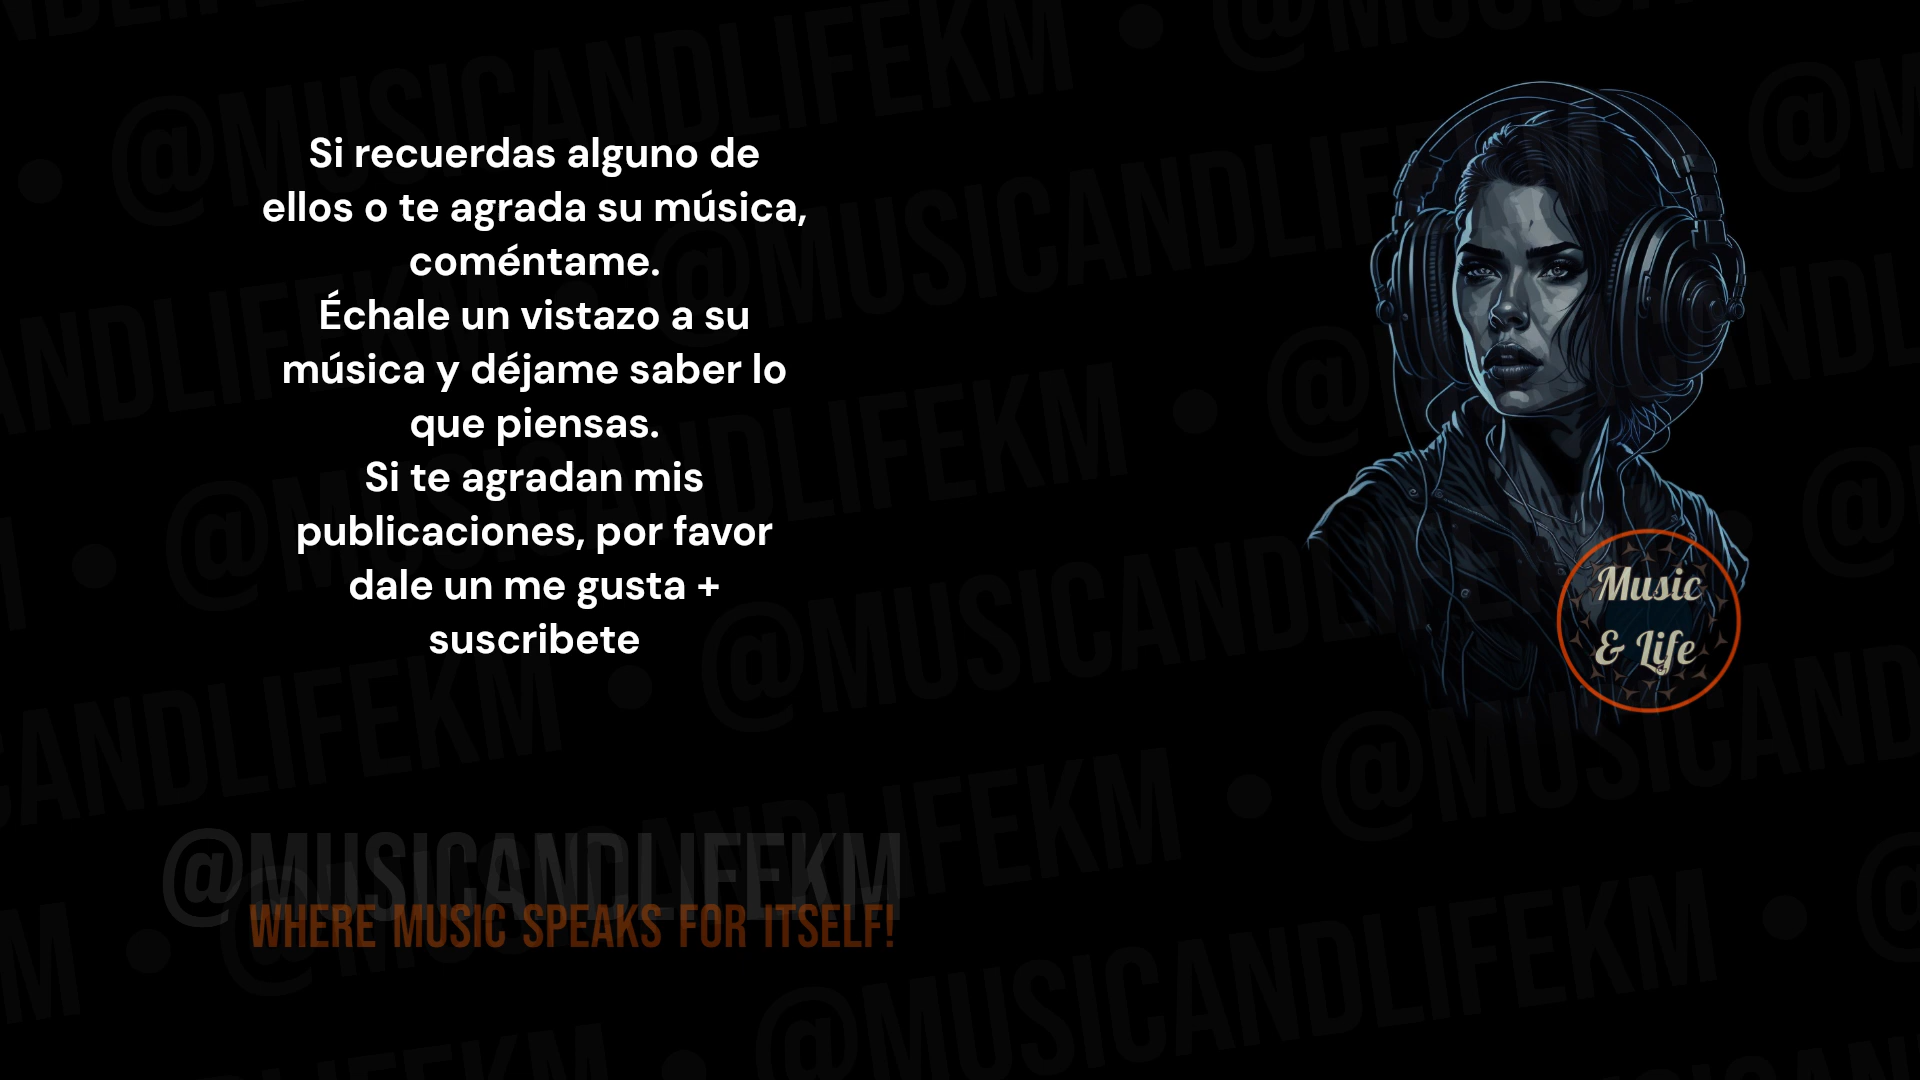 Si recuerdas alguno de
ellos o te agrada su música,
coméntame.
Échale un vistazo a su
música y déjame saber lo
que piensas.
Si te agradan mis
publicaciones, por favor
dale un me gusta +
suscribete
Music
& Life
@MUSICANDLIFEKM
WHERE MUSIC SPEAKS FOR ITSELF!